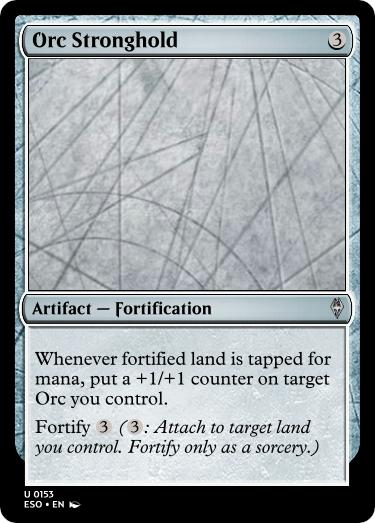 Orc Stronghold 3
Artifact — Fortification
Whenever fortified land is tapped for
mana, put a +1/+1 counter on target
Orc you control.
Fortify 3 (3: Attach to target land
you control. Fortify only as a sorcery.)
U 0153
ESO • EN